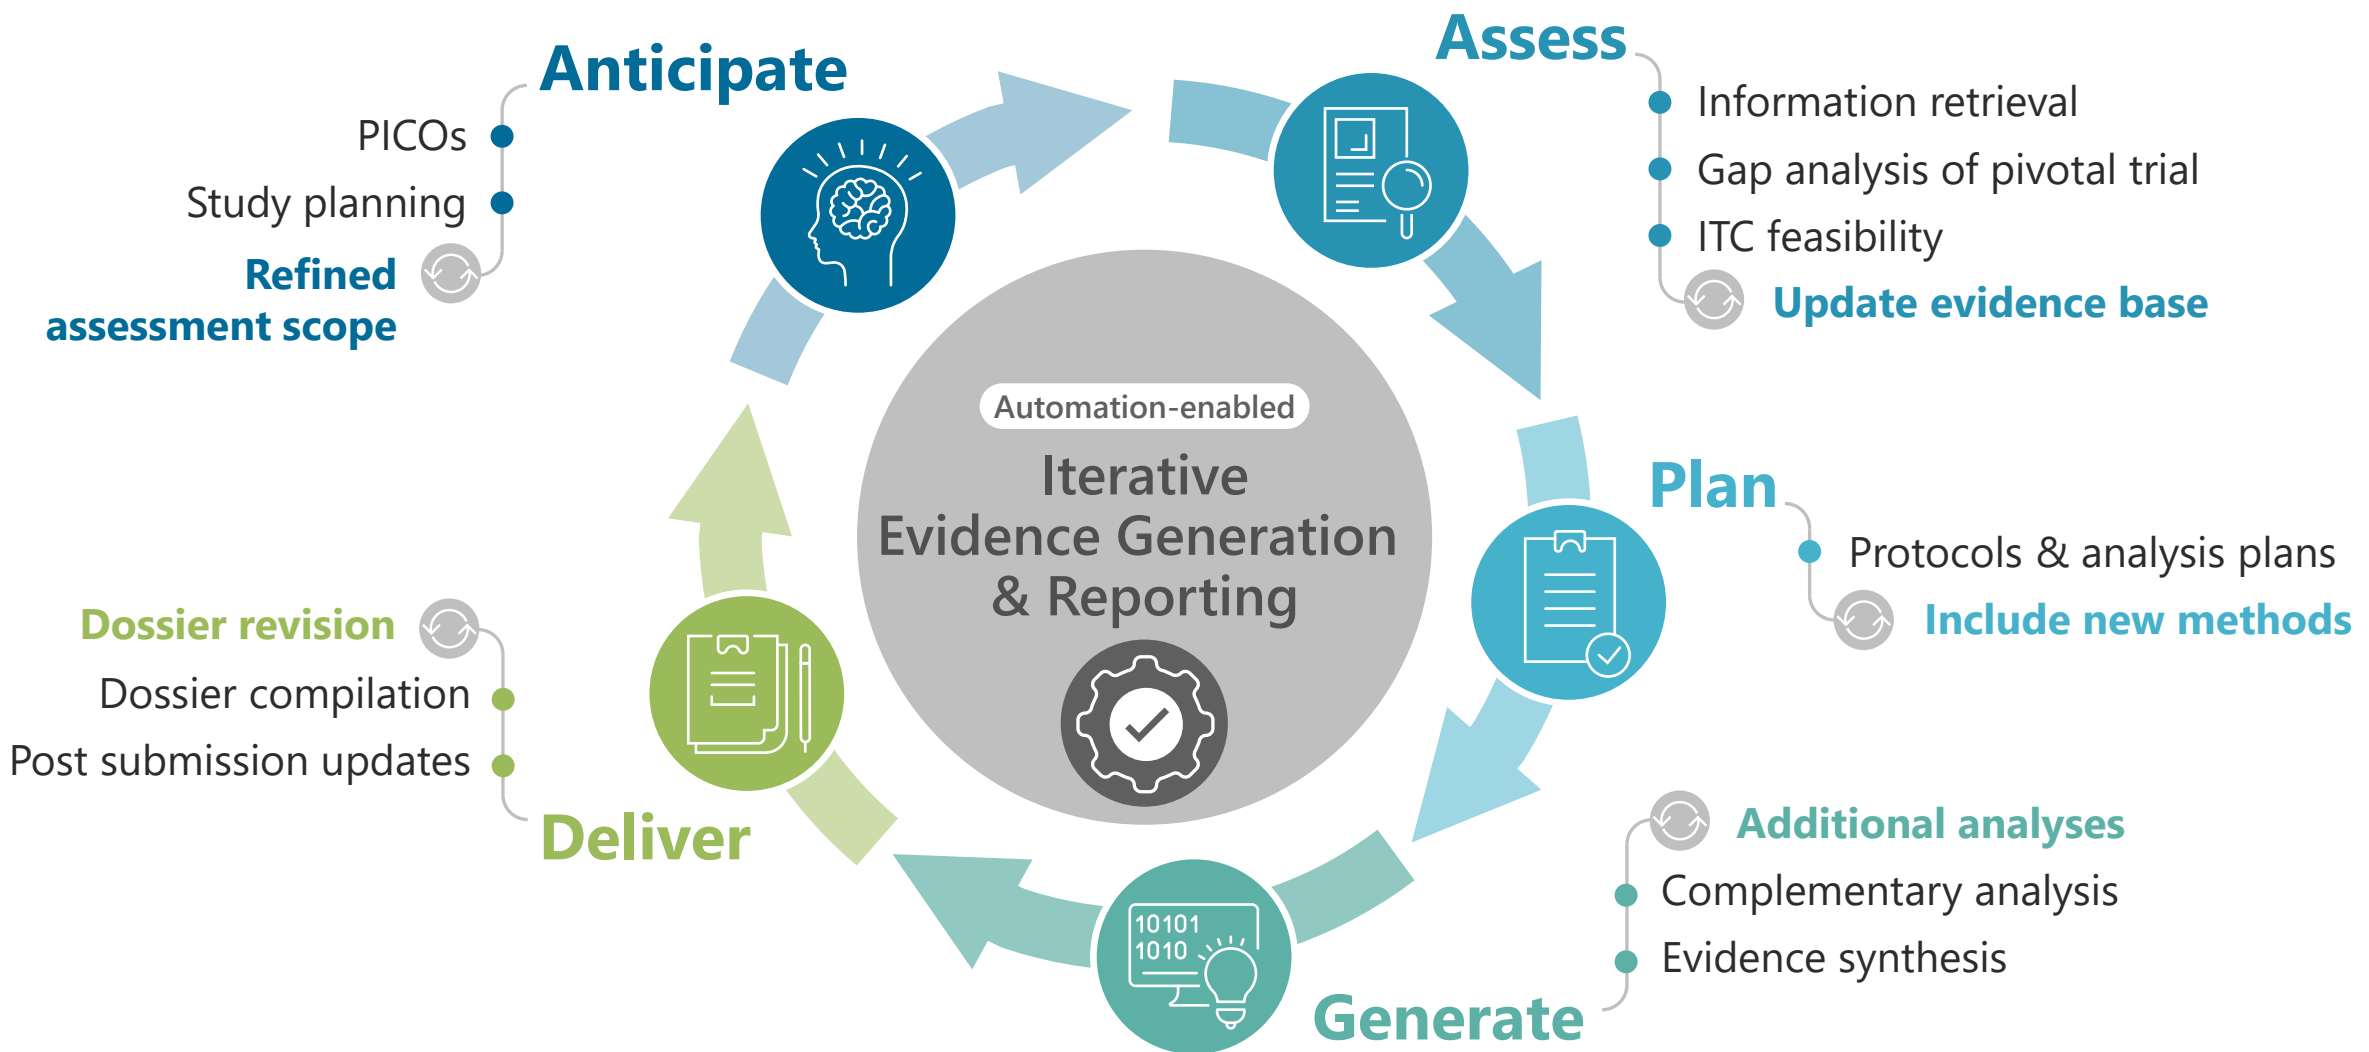 Anticipate
PICOs
Study planning
Refined
assessment scope
Assess
Information retrieval
Gap analysis of pivotal trial
ITC feasibility
Update evidence base
Automation-enabled
Iterative
Evidence Generation
& Reporting
Plan
Protocols & analysis plans
Include new methods
Additional analyses
Complementary analysis
Evidence synthesis
Generate
10101
1010
Dossier revision
Dossier compilation
Post submission updates
Deliver